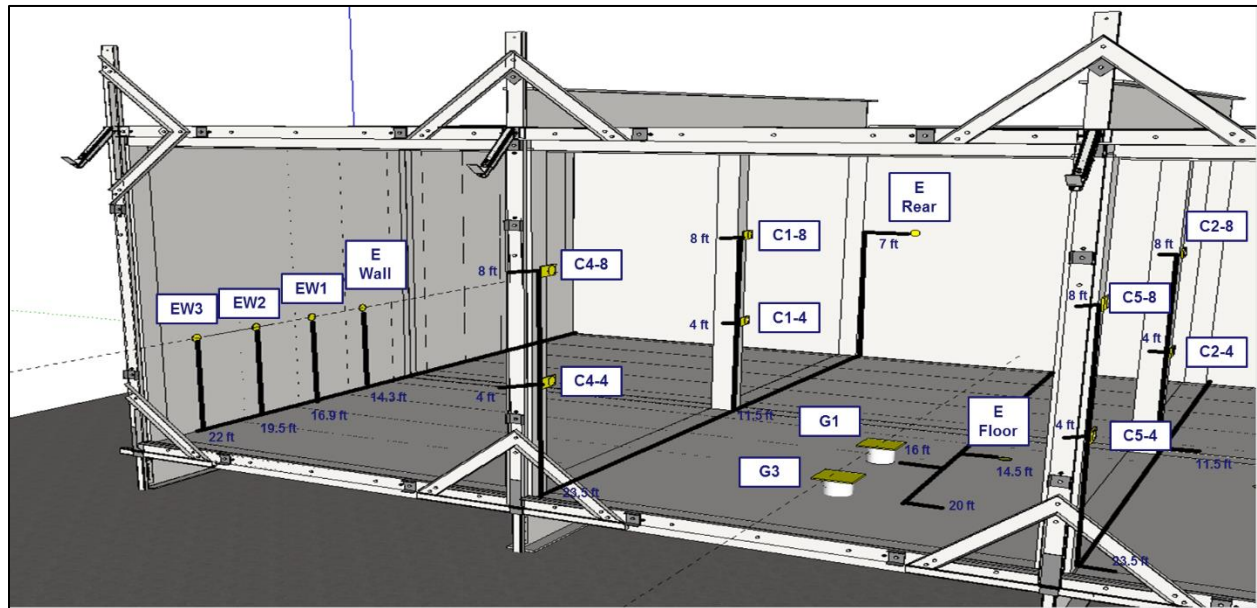 E
Rear
C2-8
8 ft
C1-8
7 ft
8 ft
E
Wall
C4-8
8 ft
EW1
EW2
EW3
C5-8
8 ft
C1-4
4 ft
C2-4
4 ft
C4-4
4 ft
14.3 ft
16.9 ft
19.5 ft
22 ft
11.5 ft
G1
E
Floor
C5-4
4 ft
11.5 ft
16 ft
14.5 ft
G3
20 ft
23.5 ft
23.5 ft